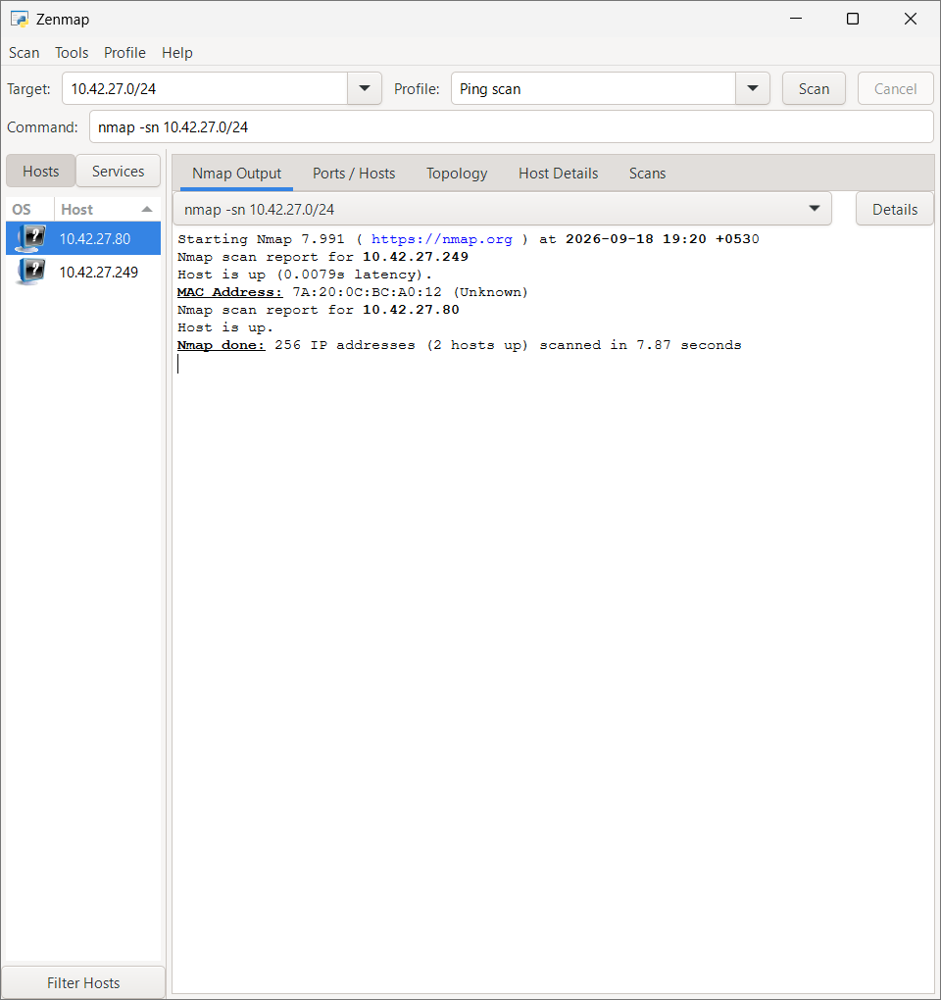 Zenmap
Scan Tools Profile Help
Target: 10.42.27.0/24 Profile: Ping scan Scan Cancel
Command: nmap -sn 10.42.27.0/24
Hosts Services
Nmap Output Ports / Hosts Topology Host Details Scans
OS Host
nmap -sn 10.42.27.0/24 Details
10.42.27.80
10.42.27.249
Starting Nmap 7.991 ( https://nmap.org ) at 2026-09-18 19:20 +0530
Nmap scan report for 10.42.27.249
Host is up (0.0079s latency).
MAC Address: 7A:20:0C:BC:A0:12 (Unknown)
Nmap scan report for 10.42.27.80
Host is up.
Nmap done: 256 IP addresses (2 hosts up) scanned in 7.87 seconds
Filter Hosts